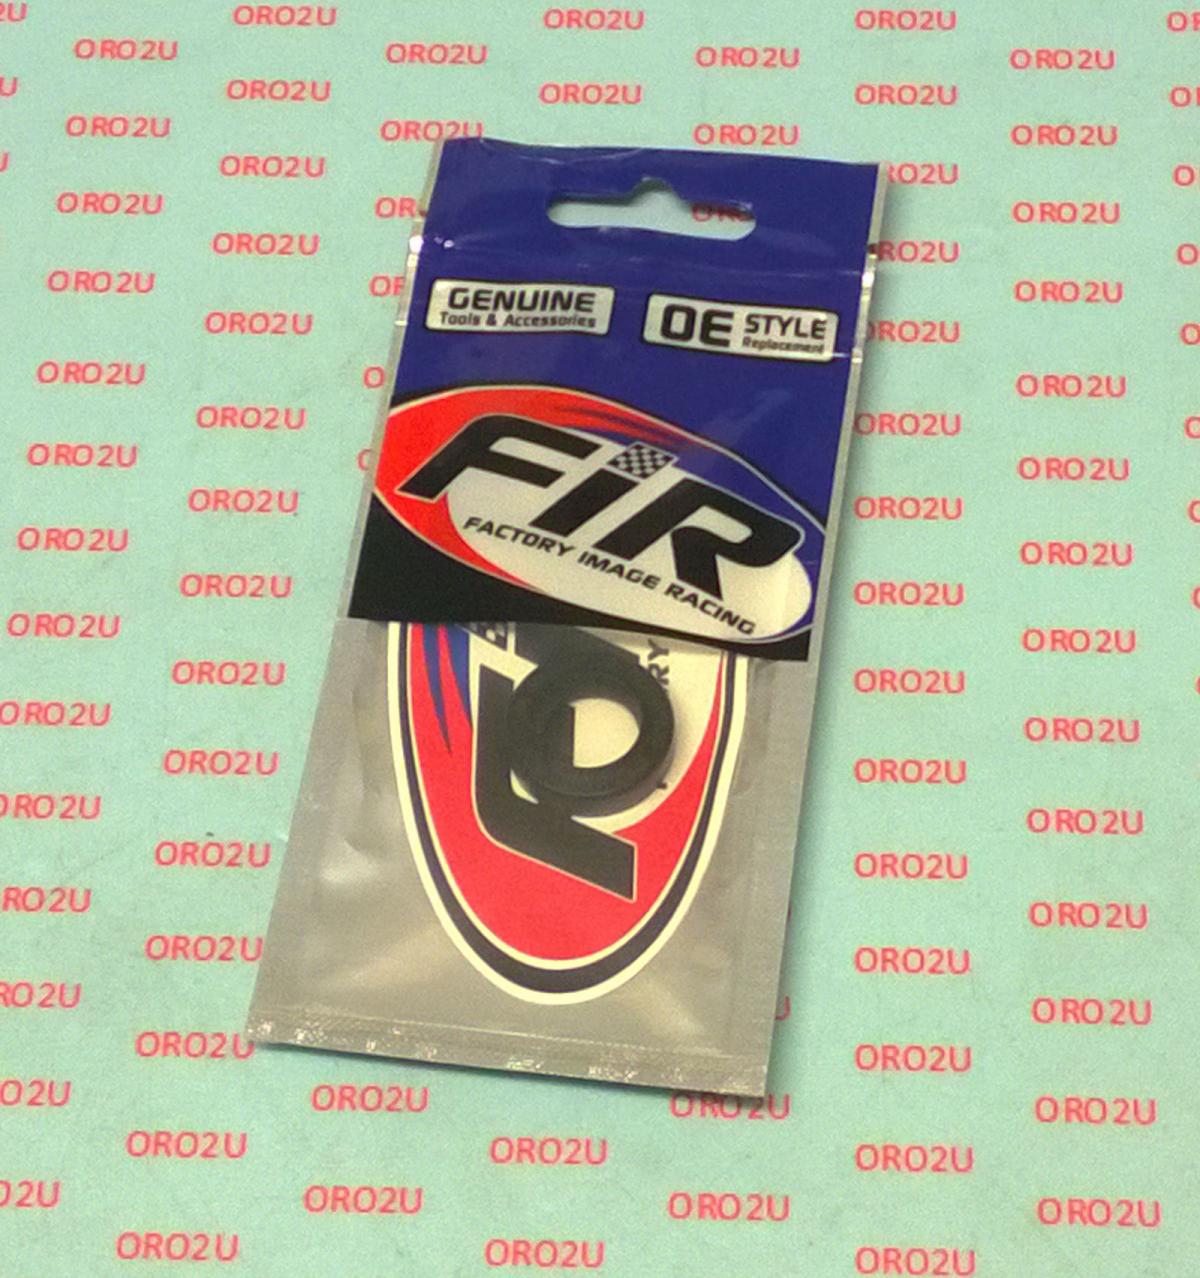 GENUINE
Tools & Accessories
OE STYLE
Replacement
FiR
FACTORY IMAGE RACING
ORO2U